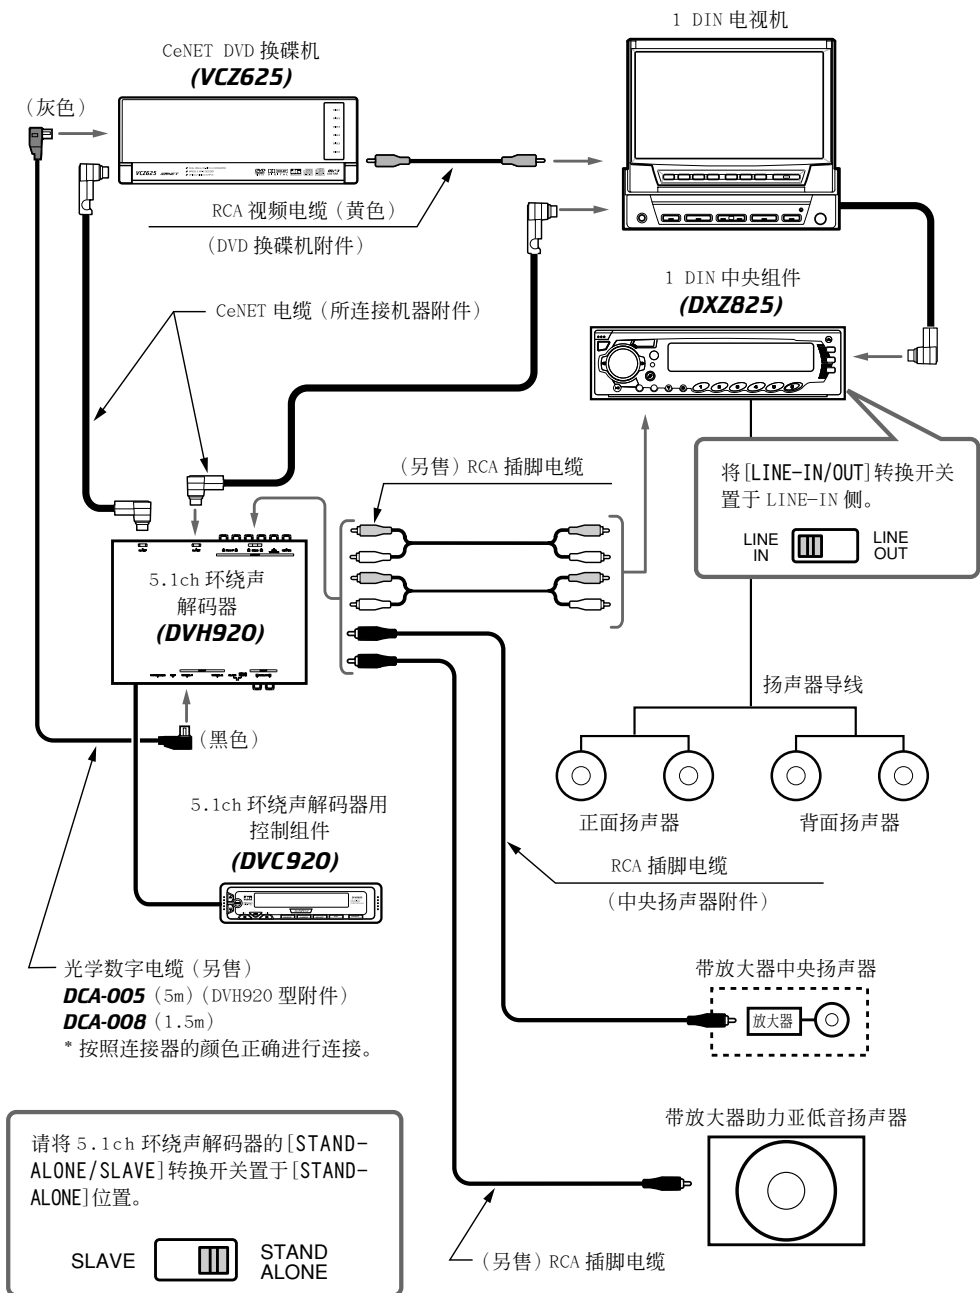 1 DIN 电视机
CeNET DVD 换碟机
(VCZ625)
(灰色)
VCZ625
RCA 视频电缆 (黄色)
(DVD 换碟机附件)
1 DIN 中央组件
(DXZ825)
CeNET 电缆 (所连接机器附件)
(另售) RCA 插脚电缆
将[LINE-IN/OUT]转换开关
置于 LINE-IN 侧。
LINE
IN
LINE
OUT
5.1ch 环绕声
解码器
(DVH920)
扬声器导线
(黑色)
正面扬声器
背面扬声器
5.1ch 环绕声解码器用
控制组件
(DVC920)
RCA 插脚电缆
(中央扬声器附件)
光学数字电缆 (另售)
DCA-005 (5m) (DVH920 型附件)
DCA-008 (1.5m)
* 按照连接器的颜色正确进行连接。
带放大器中央扬声器
放大器
带放大器助力亚低音扬声器
请将 5.1ch 环绕声解码器的[STAND-
ALONE/SLAVE]转换开关置于[STAND-
ALONE]位置。
SLAVE
STAND
ALONE
(另售) RCA 插脚电缆